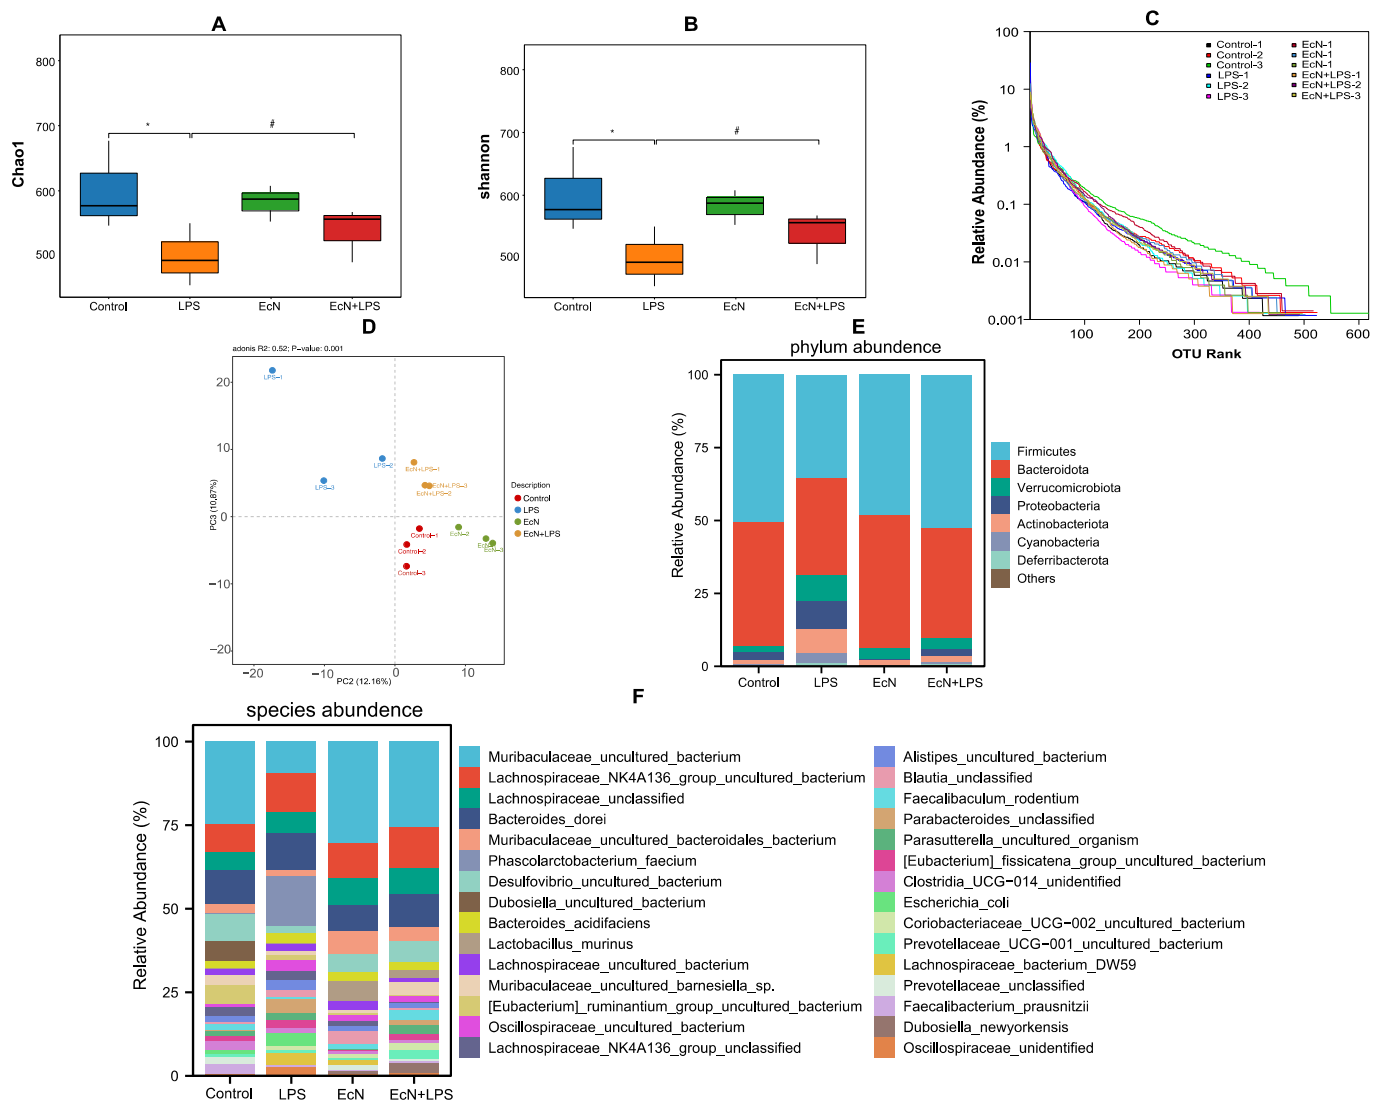 A
Chao1
800
700
600
500
*
#
Control
LPS
EcN
EcN+LPS
B
shannon
800
700
600
500
*
#
Control
LPS
EcN
EcN+LPS
C
Relative Abundance (%)
100
10
1
0.1
0.01
0.001
100
200
300
400
500
600
OTU Rank
Control-1
Control-2
Control-3
LPS-1
LPS-2
LPS-3
EcN-1
EcN-1
EcN-1
EcN+LPS-1
EcN+LPS-2
EcN+LPS-3
D
adonis R2: 0.52; P-value: 0.001
PC3 (10.87%)
20
10
0
−10
−20
−20
−10
0
10
PC2 (12.16%)
LPS-1
LPS-2
LPS-3
EcN+LPS-1
EcN+LPS-3
EcN+LPS-2
Control-1
Control-2
Control-3
EcN-2
EcN-3
Description
Control
LPS
EcN
EcN+LPS
E
phylum abundance
Relative Abundance (%)
100
75
50
25
0
Control
LPS
EcN
EcN+LPS
Firmicutes
Bacteroidota
Verrucomicrobiota
Proteobacteria
Actinobacteriota
Cyanobacteria
Deferribacterota
Others
F
species abundance
Relative Abundance (%)
100
75
50
25
0
Control
LPS
EcN
EcN+LPS
Muribaculaceae_uncultured_bacterium
Lachnospiraceae_NK4A136_group_uncultured_bacterium
Lachnospiraceae_unclassified
Bacteroides_dorei
Muribaculaceae_uncultured_bacteroidales_bacterium
Phascolarctobacterium_faecium
Desulfovibrio_uncultured_bacterium
Dubosiella_uncultured_bacterium
Bacteroides_acidifaciens
Lactobacillus_murinus
Lachnospiraceae_uncultured_bacterium
Muribaculaceae_uncultured_barnesiella_sp.
[Eubacterium]_ruminantium_group_uncultured_bacterium
Oscillospiraceae_uncultured_bacterium
Lachnospiraceae_NK4A136_group_unclassified
Alistipes_uncultured_bacterium
Blautia_unclassified
Faecalibaculum_rodentium
Parabacteroides_unclassified
Parasutterella_uncultured_organism
[Eubacterium]_fissicatena_group_uncultured_bacterium
Clostridia_UCG−014_unidentified
Escherichia_coli
Coriobacteriaceae_UCG−002_uncultured_bacterium
Prevotellaceae_UCG−001_uncultured_bacterium
Lachnospiraceae_bacterium_DW59
Prevotellaceae_unclassified
Faecalibacterium_prausnitzii
Dubosiella_newyorkensis
Oscillospiraceae_unidentified